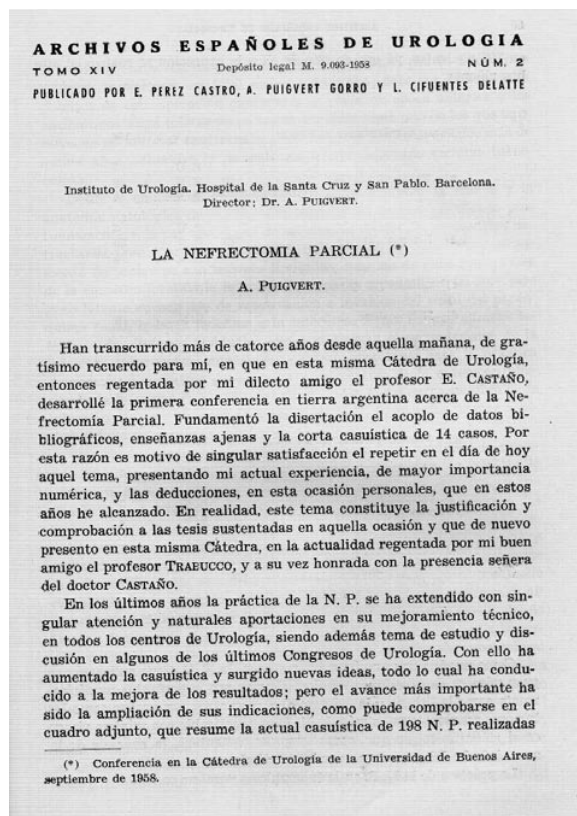 ARCHIVOS ESPAÑOLES DE UROLOGIA
TOMO XIV Depósito legal M. 9.093-1958 NÚM. 2
PUBLICADO POR E. PEREZ CASTRO, A. PUIGVERT GORRO Y L. CIFUENTES DELATTE
Instituto de Urología. Hospital de la Santa Cruz y San Pablo. Barcelona.
Director: Dr. A. PUIGVERT.
LA NEFRECTOMIA PARCIAL (*)
A. PUIGVERT.
Han transcurrido más de catorce años desde aquella mañana, de gra-
tísimo recuerdo para mí, en que en esta misma Cátedra de Urología,
entonces regentada por mi dilecto amigo el profesor E. CASTAÑO,
desarrollé la primera conferencia en tierra argentina acerca de la Ne-
frectomía Parcial. Fundamentó la disertación el acoplo de datos bi-
bliográficos, enseñanzas ajenas y la corta casuística de 14 casos. Por
esta razón es motivo de singular satisfacción el repetir en el día de hoy
aquel tema, presentando mi actual experiencia, de mayor importancia
numérica, y las deducciones, en esta ocasión personales, que en estos
años he alcanzado. En realidad, este tema constituye la justificación y
comprobación a las tesis sustentadas en aquella ocasión y que de nuevo
presento en esta misma Cátedra, en la actualidad regentada por mi buen
amigo el profesor TRABUCCO, y a su vez honrada con la presencia señera
del doctor CASTAÑO.
En los últimos años la práctica de la N. P. se ha extendido con sin-
gular atención y naturales aportaciones en su mejoramiento técnico,
en todos los centros de Urología, siendo además tema de estudio y dis-
cusión en algunos de los últimos Congresos de Urología. Con ello ha
aumentado la casuística y surgido nuevas ideas, todo lo cual ha condu-
cido a la mejora de los resultados; pero el avance más importante ha
sido la ampliación de sus indicaciones, como puede comprobarse en el
cuadro adjunto, que resume la actual casuística de 198 N. P. realizadas
(*) Conferencia en la Cátedra de Urología de la Universidad de Buenos Aires,
septiembre de 1958.